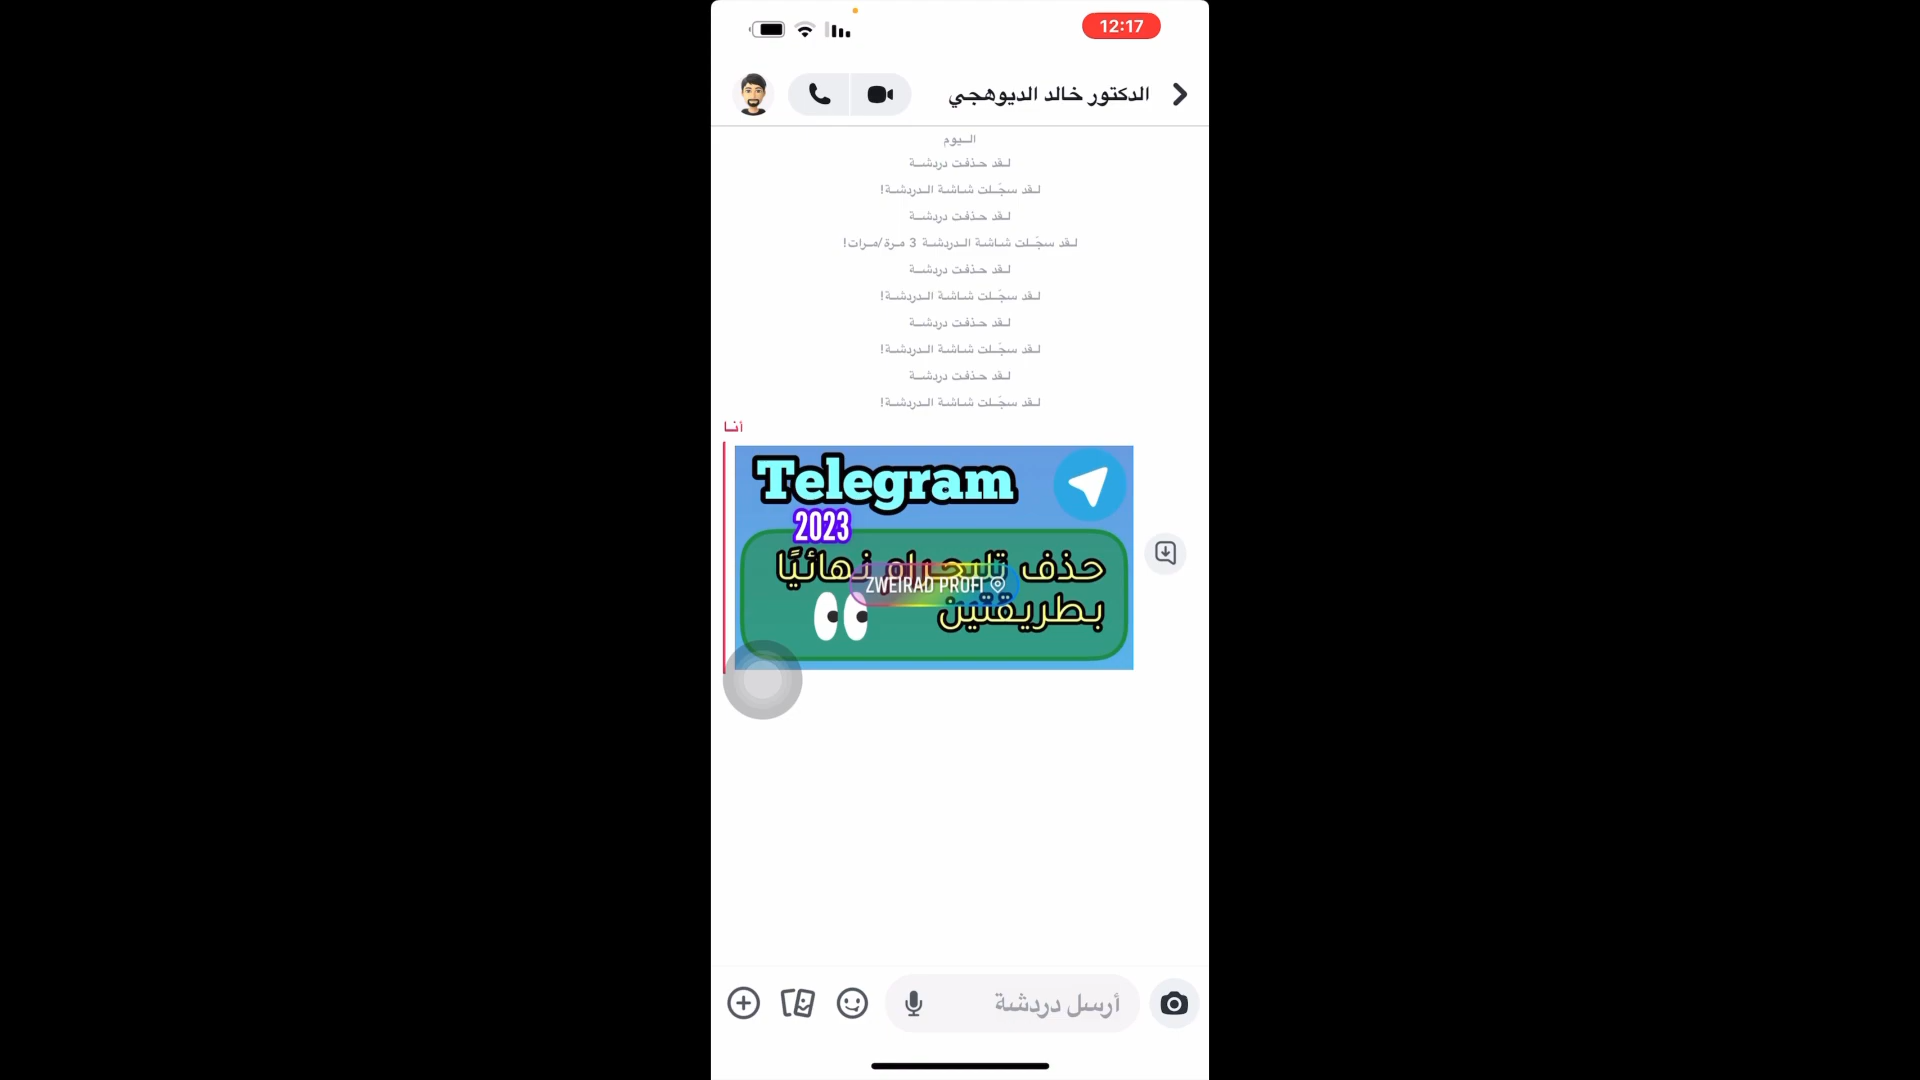 12:17
الدكتور خالد الديوهجي
اليوم
لقد حذفت دردشة
لقد سجّلت شاشة الدردشة!
لقد حذفت دردشة
لقد سجّلت شاشة الدردشة 3 مرة/مرات!
لقد حذفت دردشة
لقد سجّلت شاشة الدردشة!
لقد حذفت دردشة
لقد سجّلت شاشة الدردشة!
لقد حذفت دردشة
لقد سجّلت شاشة الدردشة!
أنا
Telegram
2023
حذف تليجرام نهائيًا
ZWEIRAD PROFI
بطريقتين
أرسل دردشة